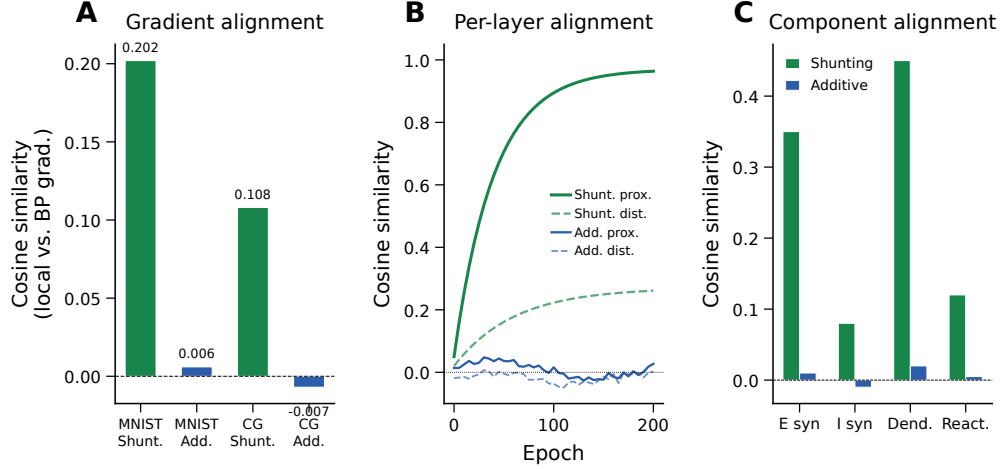 A
Gradient alignment
Cosine similarity
(local vs. BP grad.)
0.20
0.15
0.10
0.05
0.00
0.202
0.006
0.108
-0.007
MNIST
Shunt.
MNIST
Add.
CG
Shunt.
CG
Add.
B
Per-layer alignment
Cosine similarity
1.0
0.8
0.6
0.4
0.2
0.0
Shunt. prox.
Shunt. dist.
Add. prox.
Add. dist.
0
100
200
Epoch
C
Component alignment
Cosine similarity
Shunting
Additive
0.4
0.3
0.2
0.1
0.0
E syn
I syn
Dend.
React.